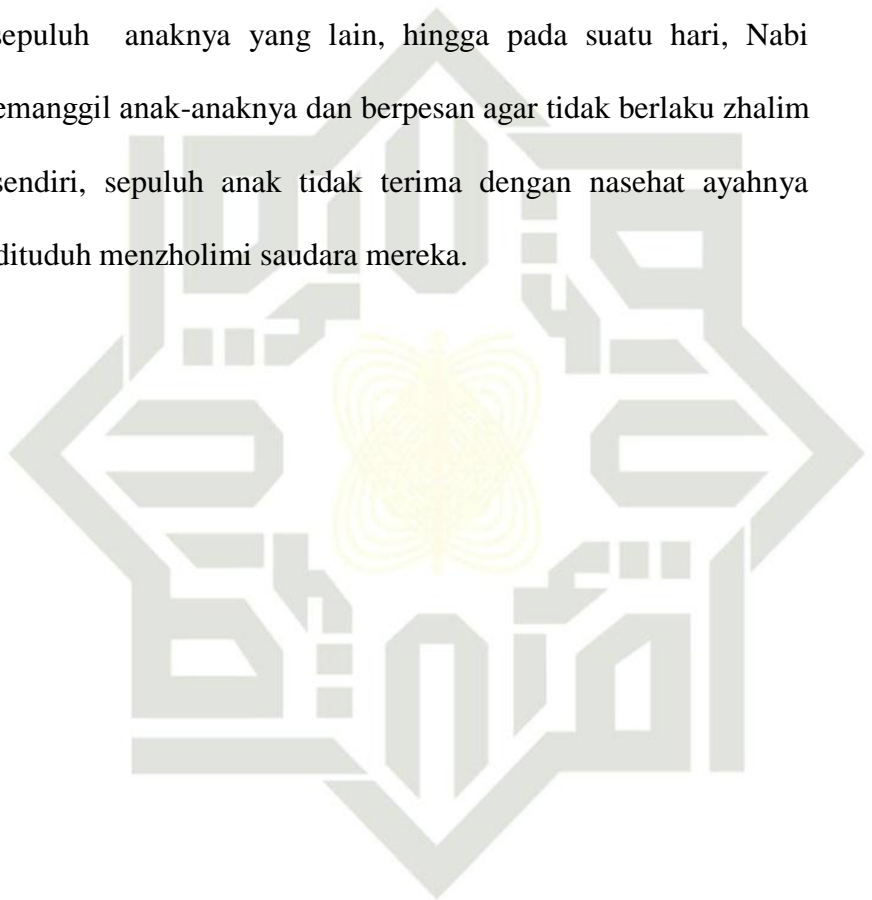 sepuluh anaknya yang lain, hingga pada suatu hari, Nabi
emanggil anak-anaknya dan berpesan agar tidak berlaku zhalim
sendiri, sepuluh anak tidak terima dengan nasehat ayahnya
dituduh menzholimi saudara mereka.